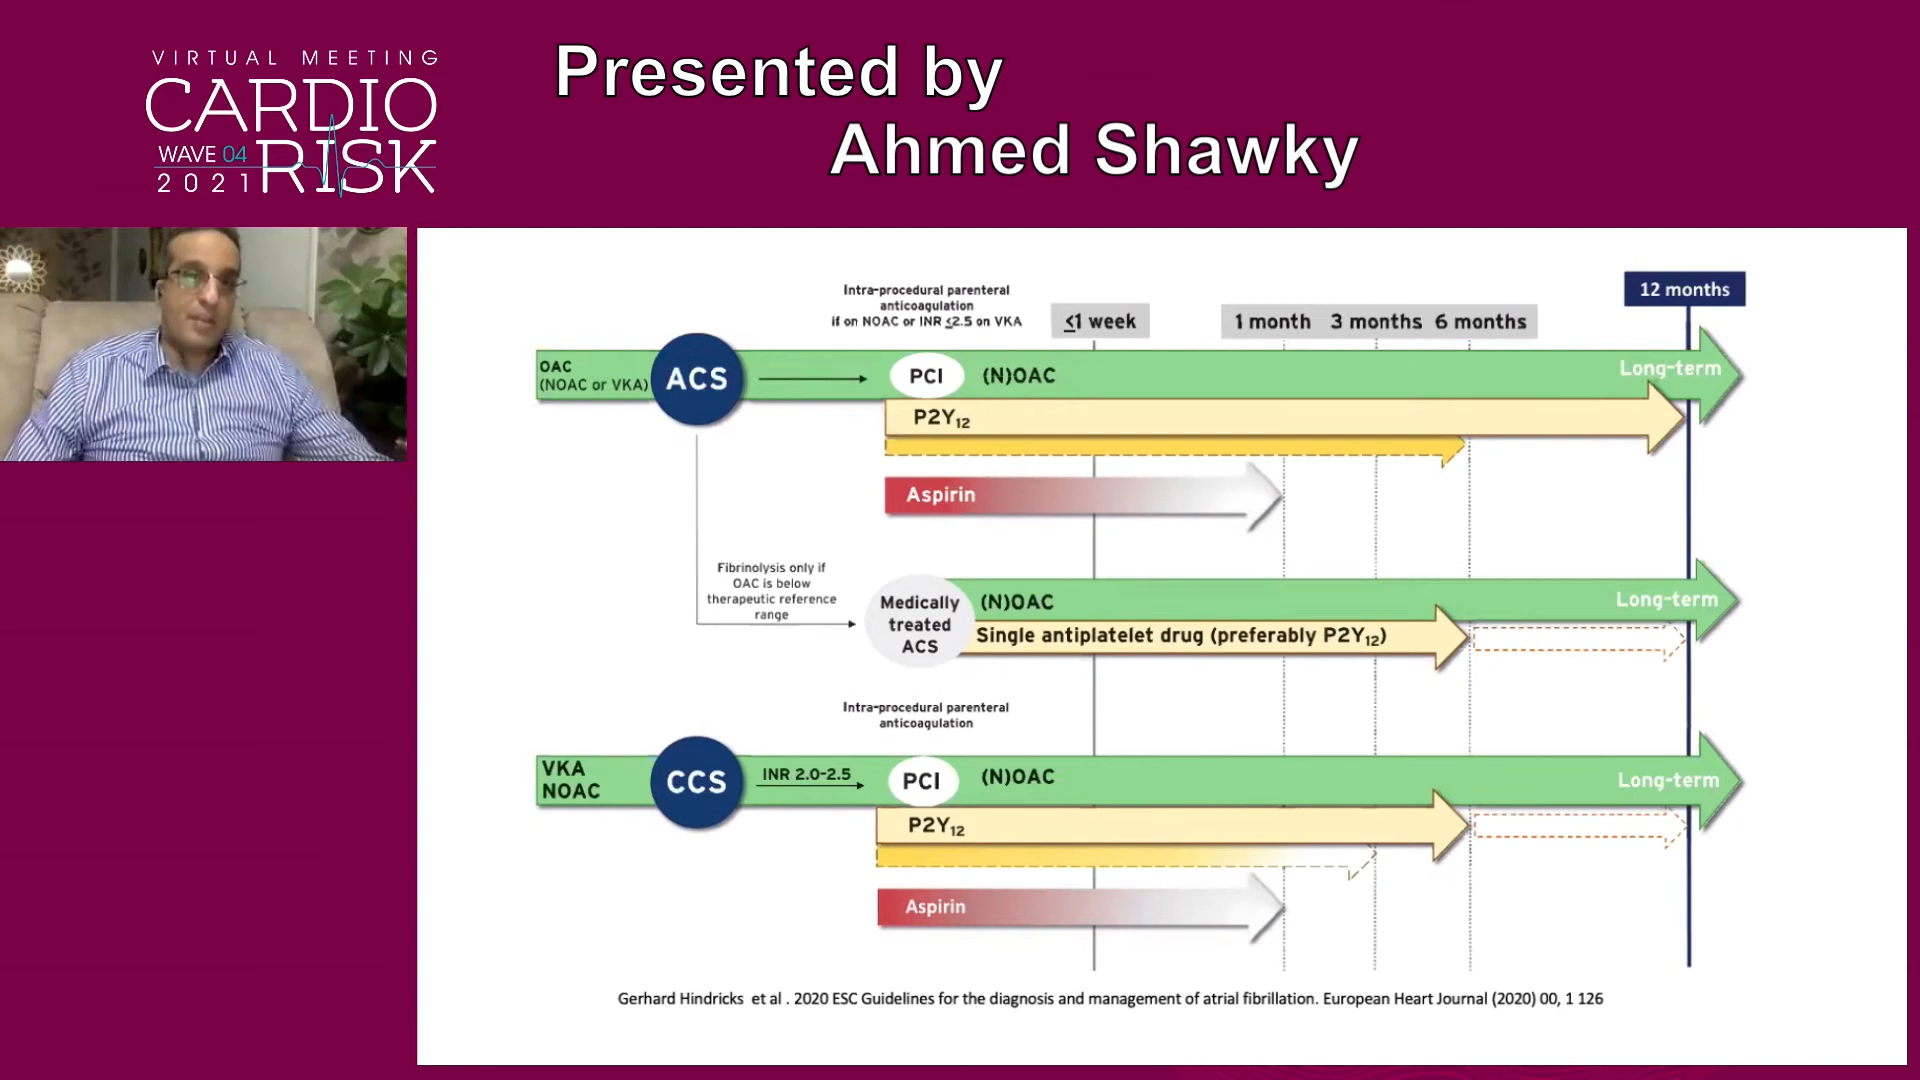 VIRTUAL MEETING
CARDIO
WAVE 04
RISK
2021
Presented by
Ahmed Shawky
Intra-procedural parenteral
anticoagulation
if on NOAC or INR ≤2.5 on VKA
≤1 week
1 month
3 months
6 months
12 months
OAC
(NOAC or VKA)
ACS
PCI
(N)OAC
Long-term
P2Y12
Aspirin
Fibrinolysis only if
OAC is below
therapeutic reference
range
Medically
treated
ACS
(N)OAC
Long-term
Single antiplatelet drug (preferably P2Y12)
Intra-procedural parenteral
anticoagulation
VKA
NOAC
CCS
INR 2.0-2.5
PCI
(N)OAC
Long-term
P2Y12
Aspirin
Gerhard Hindricks et al . 2020 ESC Guidelines for the diagnosis and management of atrial fibrillation. European Heart Journal (2020) 00, 1 126